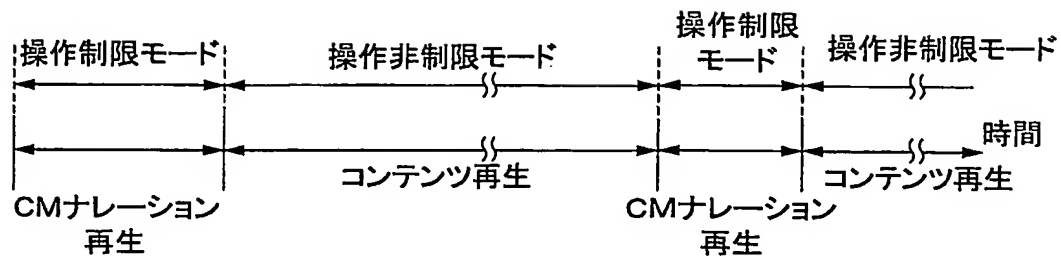 操作制限モード
操作非制限モード
操作制限
モード
操作非制限モード
時間
CMナレーション
再生
コンテンツ再生
CMナレーション
再生
コンテンツ再生